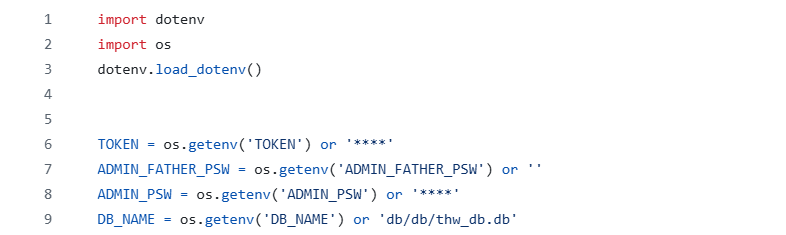 1 import dotenv
2 import os
3 dotenv.load_dotenv()
4
5
6 TOKEN = os.getenv('TOKEN') or '****'
7 ADMIN_FATHER_PSW = os.getenv('ADMIN_FATHER_PSW') or ''
8 ADMIN_PSW = os.getenv('ADMIN_PSW') or '****'
9 DB_NAME = os.getenv('DB_NAME') or 'db/db/thw_db.db'